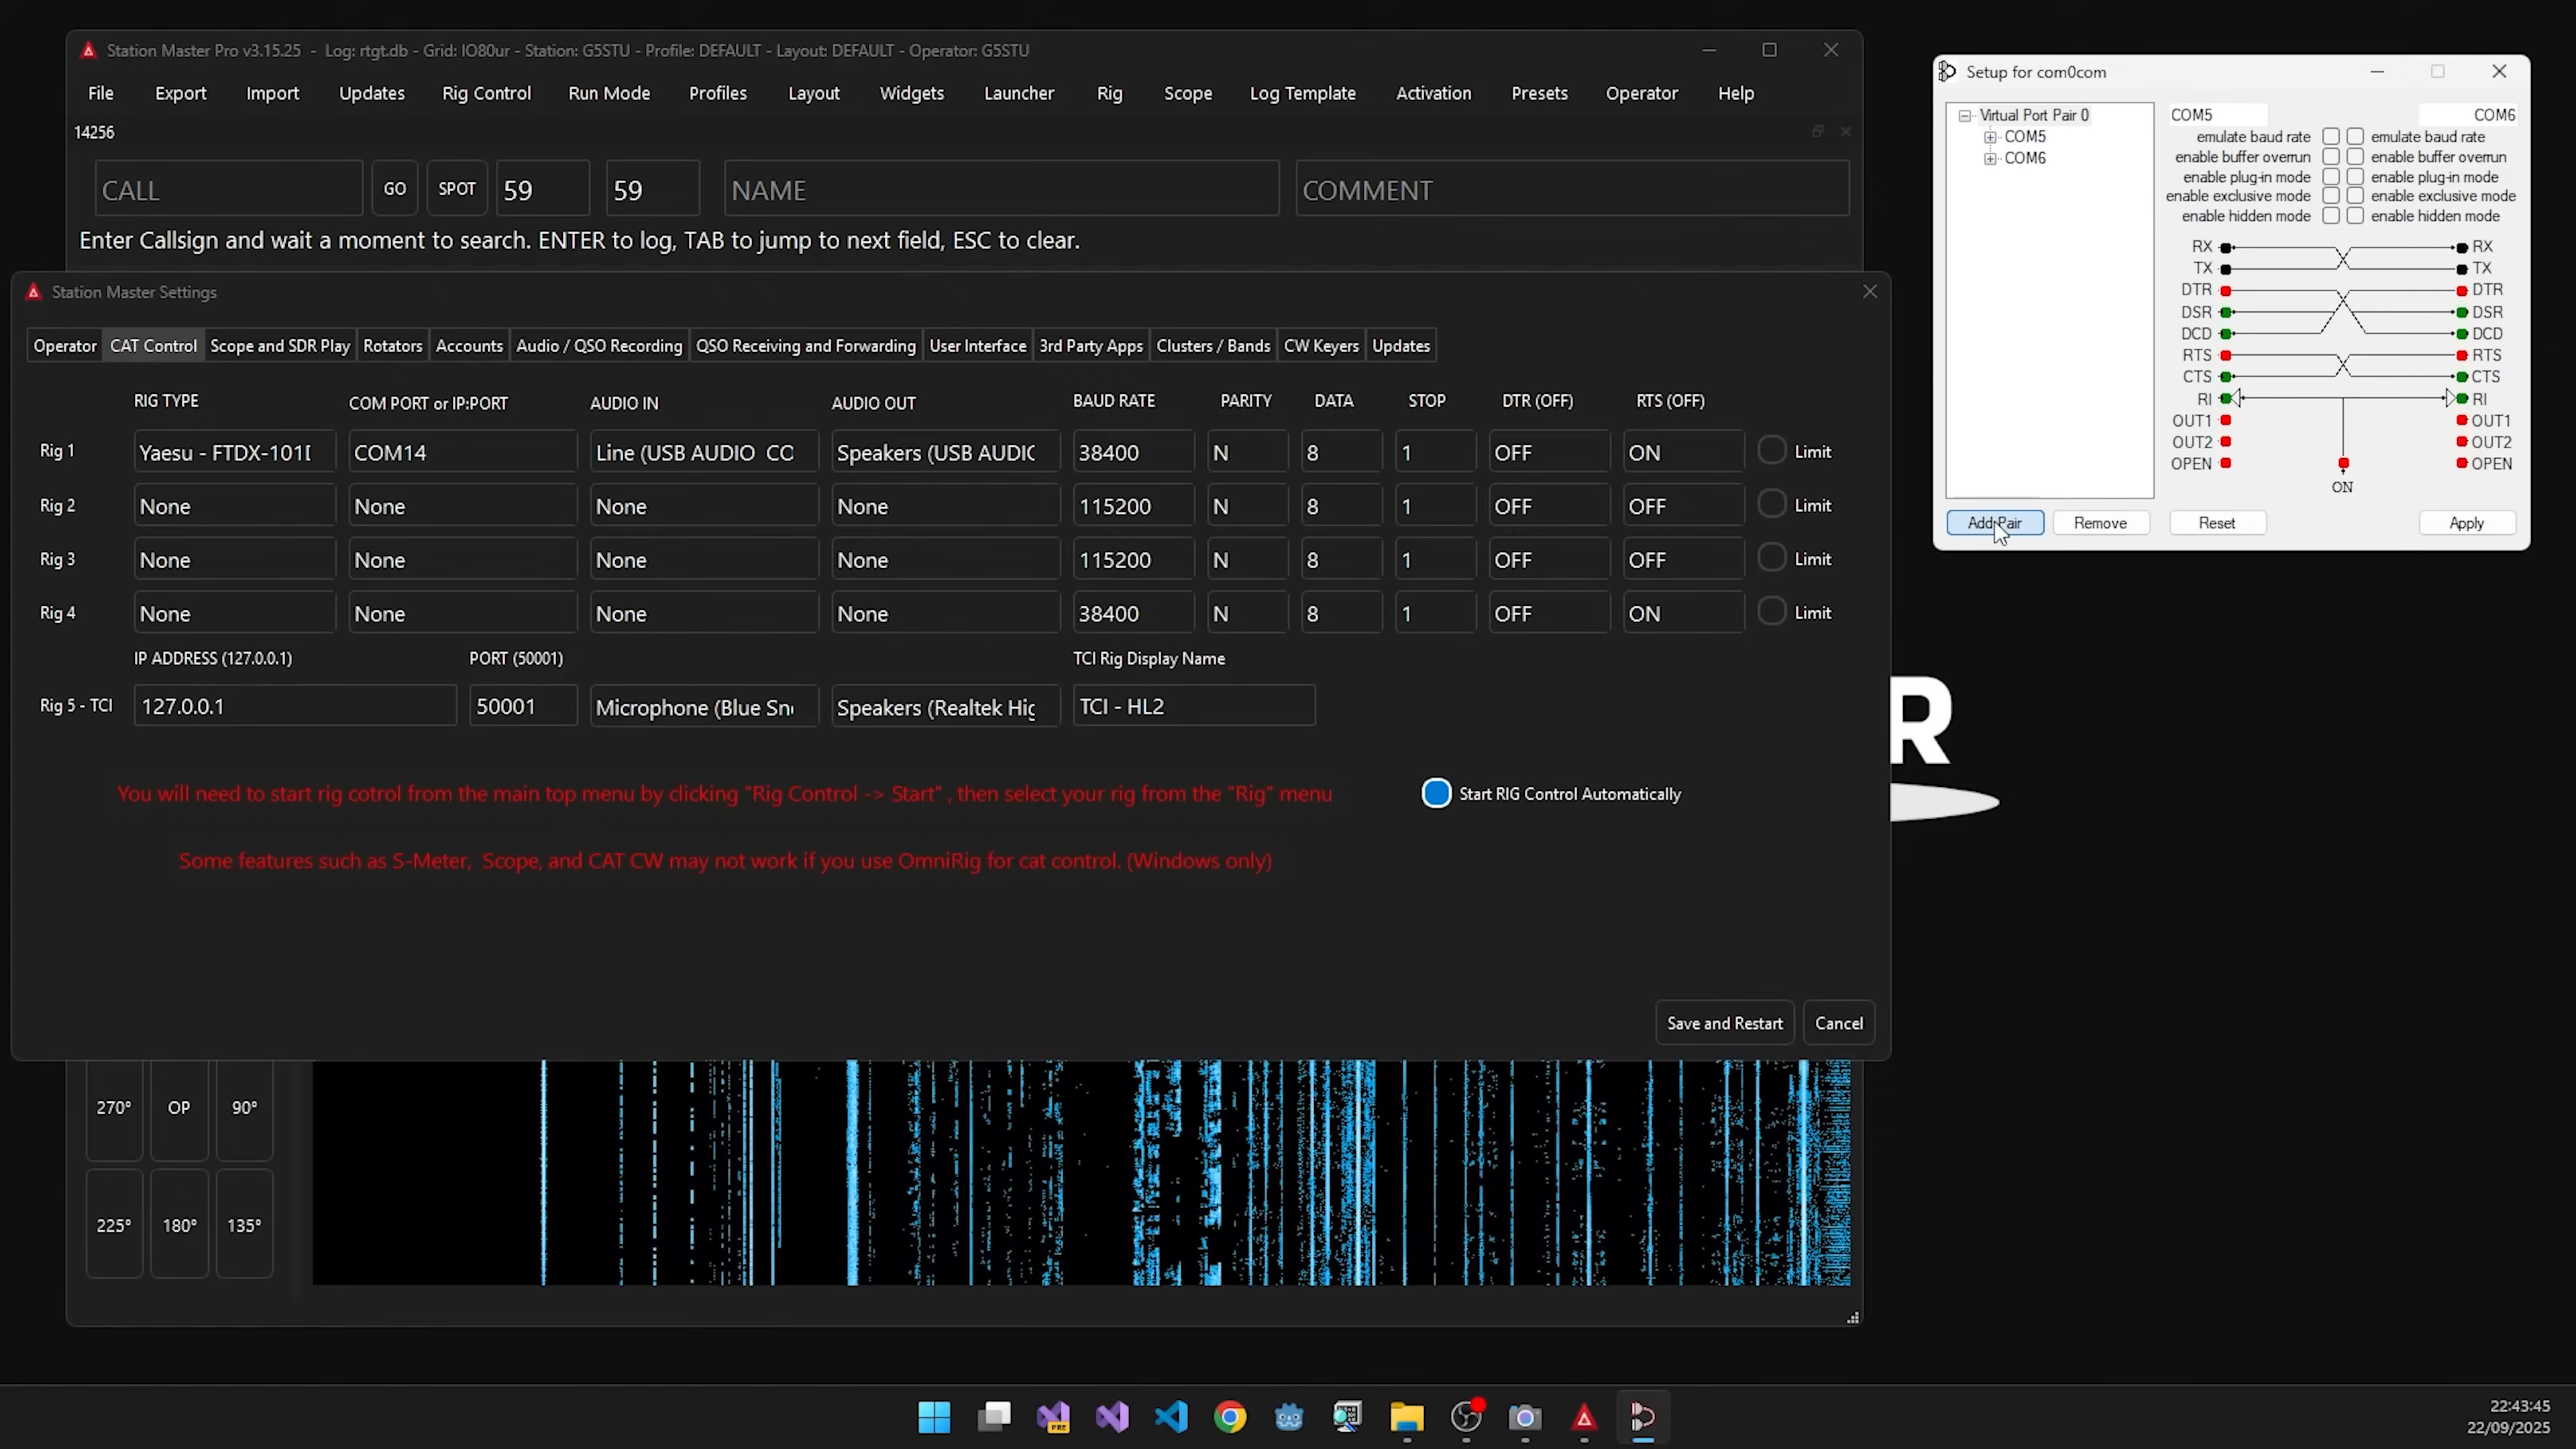 Station Master Pro v3.15.25 - Log: rtgt.db - Grid: IO80ur - Station: G5STU - Profile: DEFAULT - Layout: DEFAULT - Operator: G5STU
File Export Import Updates Rig Control Run Mode Profiles Layout Widgets Launcher Rig Scope Log Template Activation Presets Operator Help
14256
CALL GO SPOT 59 59 NAME COMMENT
Enter Callsign and wait a moment to search. ENTER to log, TAB to jump to next field, ESC to clear.
Station Master Settings
Operator CAT Control Scope and SDR Play Rotators Accounts Audio / QSO Recording QSO Receiving and Forwarding User Interface 3rd Party Apps Clusters / Bands CW Keyers Updates
RIG TYPE COM PORT or IP:PORT AUDIO IN AUDIO OUT BAUD RATE PARITY DATA STOP DTR (OFF) RTS (OFF)
Rig 1 Yaesu - FTDX-101D COM14 Line (USB AUDIO CO Speakers (USB AUDIC 38400 N 8 1 OFF ON Limit
Rig 2 None None None None 115200 N 8 1 OFF OFF Limit
Rig 3 None None None None 115200 N 8 1 OFF OFF Limit
Rig 4 None None None None 38400 N 8 1 OFF ON Limit
IP ADDRESS (127.0.0.1) PORT (50001) TCI Rig Display Name
Rig 5 - TCI 127.0.0.1 50001 Microphone (Blue Sn Speakers (Realtek Hig TCI - HL2
You will need to start rig cotrol from the main top menu by clicking "Rig Control -> Start" , then select your rig from the "Rig" menu
Start RIG Control Automatically
Some features such as S-Meter, Scope, and CAT CW may not work if you use OmniRig for cat control. (Windows only)
Save and Restart Cancel
270° OP 90°
225° 180° 135°
Setup for com0com
Virtual Port Pair 0
COM5
COM6
COM5 COM6
emulate baud rate emulate baud rate
enable buffer overrun enable buffer overrun
enable plug-in mode enable plug-in mode
enable exclusive mode enable exclusive mode
enable hidden mode enable hidden mode
RX RX
TX TX
DTR DTR
DSR DSR
DCD DCD
RTS RTS
CTS CTS
RI RI
OUT1 OUT1
OUT2 OUT2
OPEN OPEN
ON
Add Pair Remove Reset Apply
R
PRE
22:43:45
22/09/2025